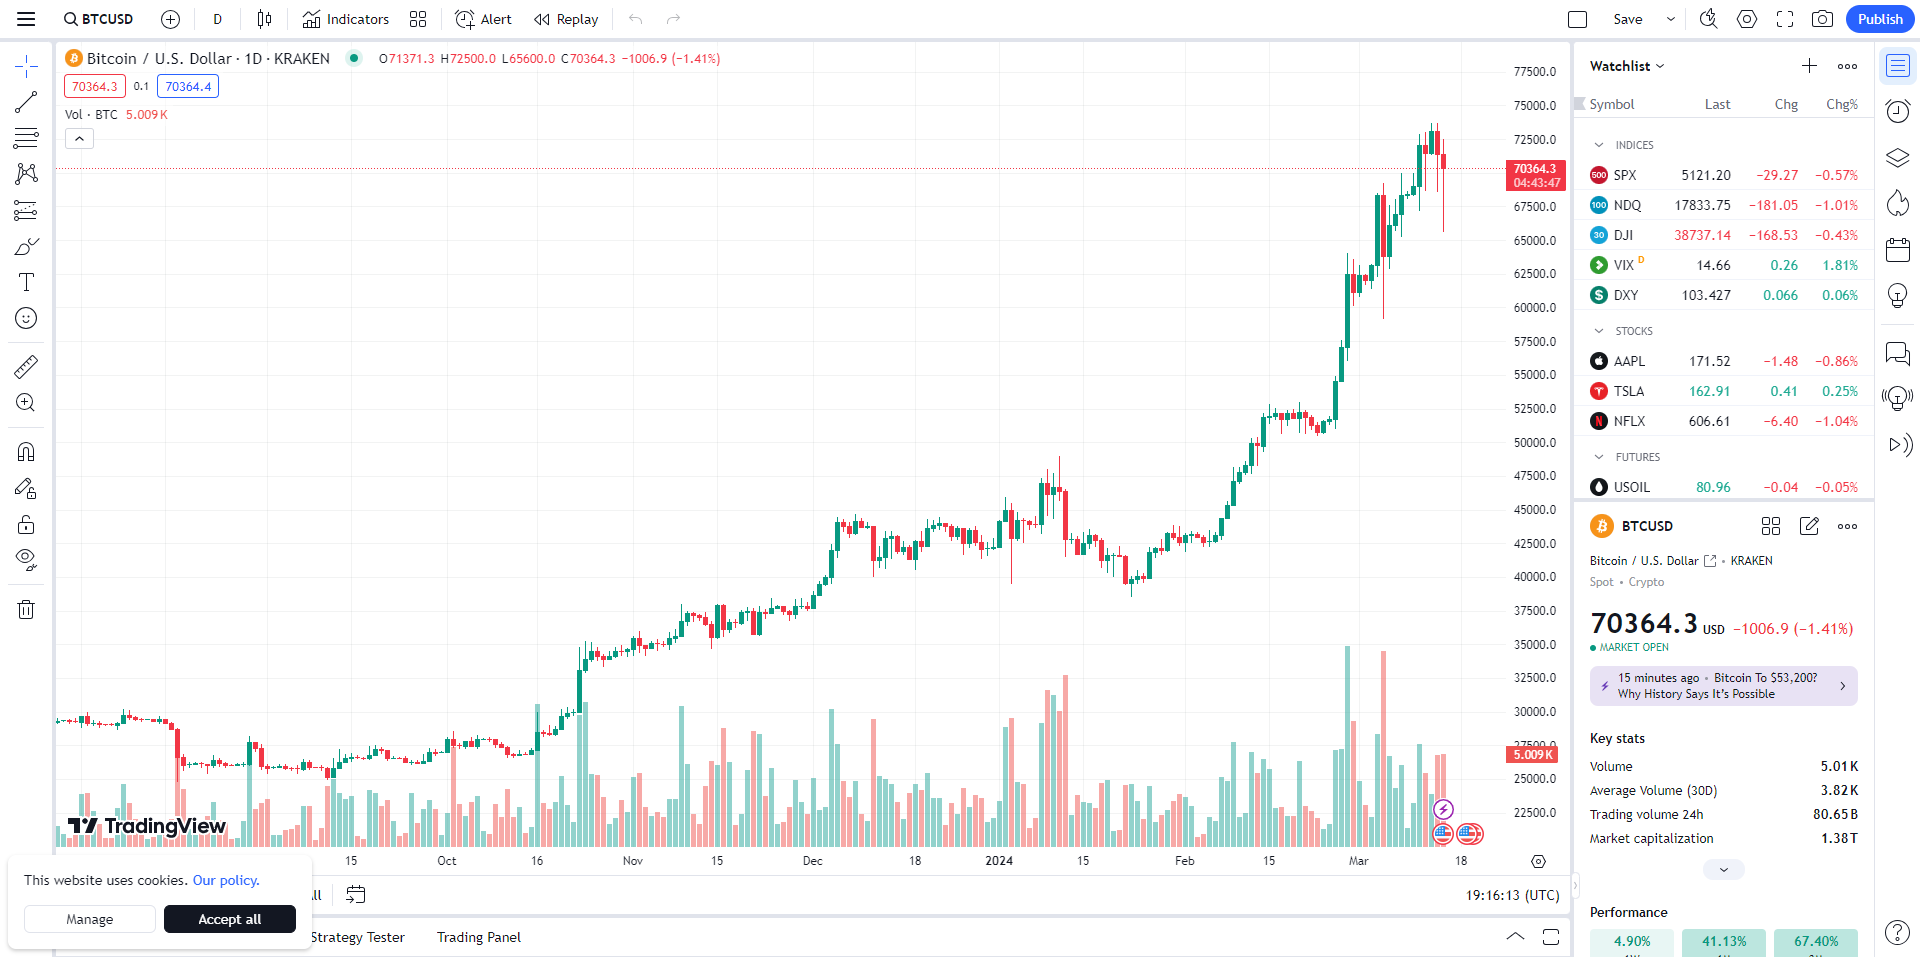 BTCUSD D Indicators Alert Replay Save Publish
Bitcoin / U.S. Dollar · 1D · KRAKEN O71371.3 H72500.0 L65600.0 C70364.3 −1006.9 (−1.41%)
70364.3 0.1 70364.4
Vol · BTC 5.009K
77500.0
75000.0
72500.0
70364.3
04:43:47
67500.0
65000.0
62500.0
60000.0
57500.0
55000.0
52500.0
50000.0
47500.0
45000.0
42500.0
40000.0
37500.0
35000.0
32500.0
30000.0
27500.0
5.009K
25000.0
22500.0
TradingView
15 Oct 16 Nov 15 Dec 18 2024 15 Feb 15 Mar 18
This website uses cookies. Our policy.
Manage Accept all
19:16:13 (UTC)
Strategy Tester Trading Panel
Watchlist
Symbol Last Chg Chg%
INDICES
500 SPX 5121.20 −29.27 −0.57%
100 NDQ 17833.75 −181.05 −1.01%
30 DJI 38737.14 −168.53 −0.43%
VIX D 14.66 0.26 1.81%
DXY 103.427 0.066 0.06%
STOCKS
AAPL 171.52 −1.48 −0.86%
TSLA 162.91 0.41 0.25%
NFLX 606.61 −6.40 −1.04%
FUTURES
USOIL 80.96 −0.04 −0.05%
BTCUSD
Bitcoin / U.S. Dollar • KRAKEN
Spot • Crypto
70364.3 USD −1006.9 (−1.41%)
MARKET OPEN
15 minutes ago • Bitcoin To $53,200?
Why History Says It's Possible
Key stats
Volume 5.01K
Average Volume (30D) 3.82K
Trading volume 24h 80.65B
Market capitalization 1.38T
Performance
4.90% 41.13% 67.40%